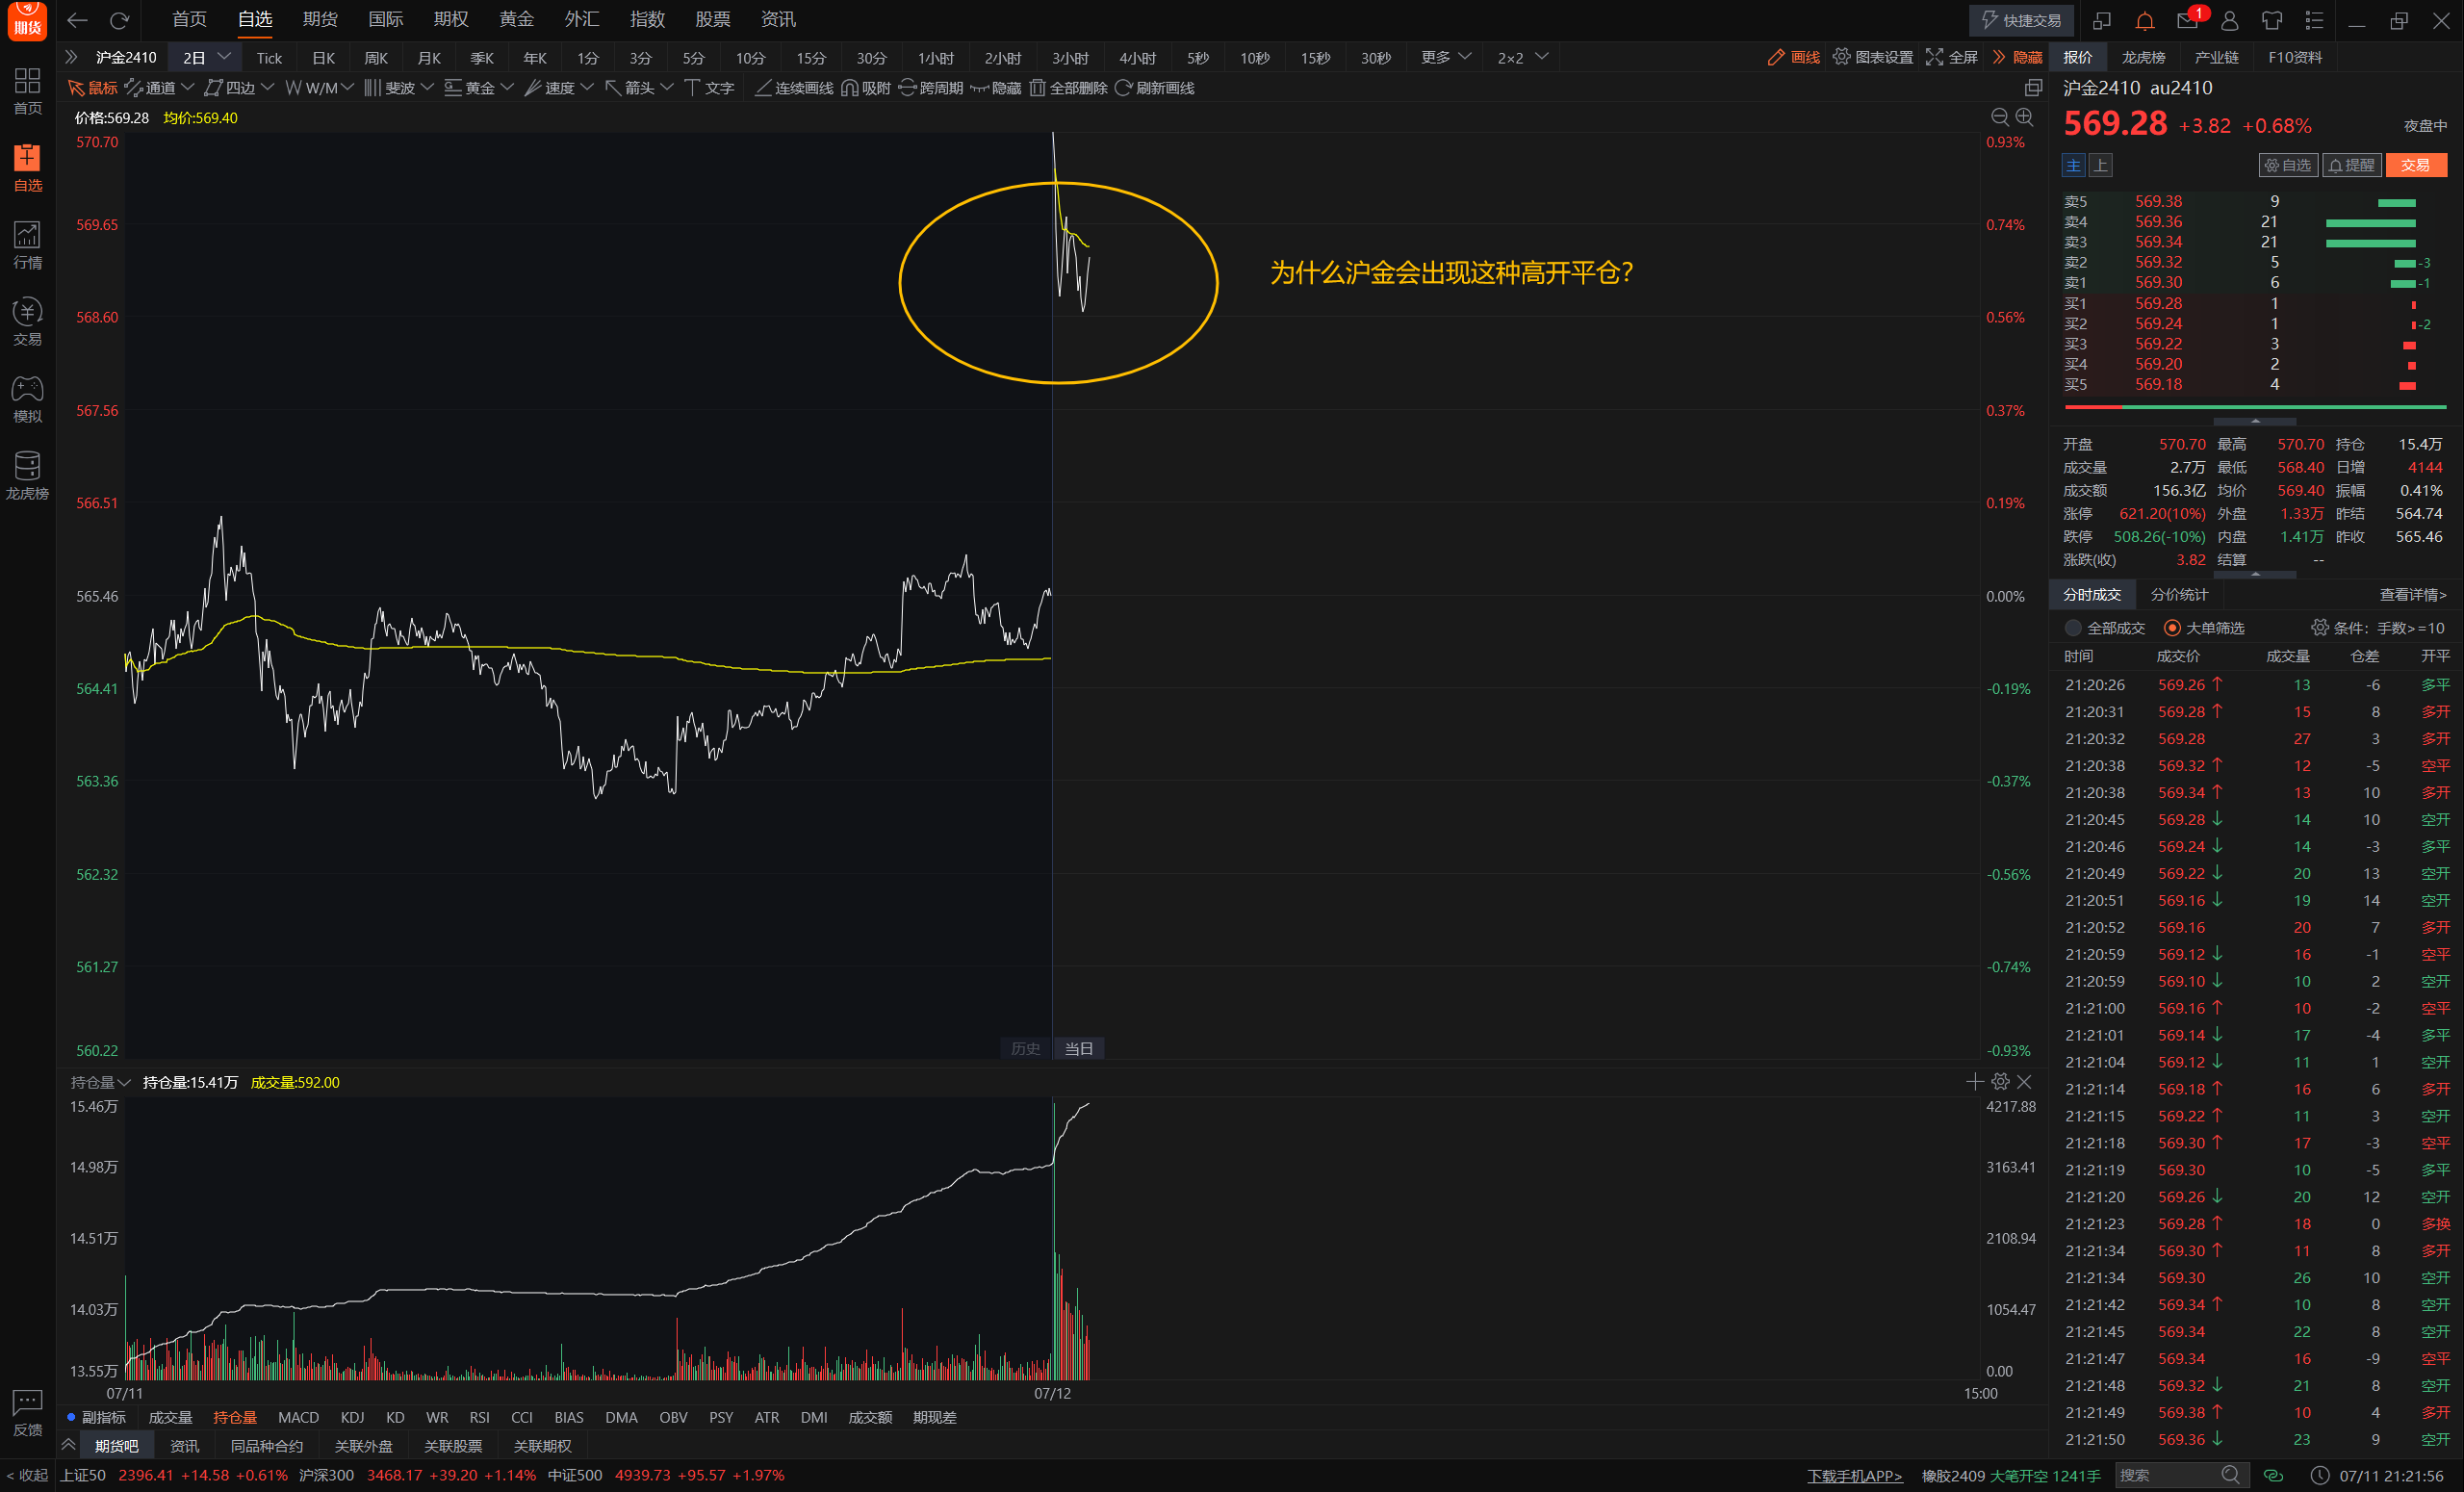 期货
首页 自选 期货 国际 期权 黄金 外汇 指数 股票 资讯
快捷交易 1
沪金2410 2日 Tick 日K 周K 月K 季K 年K 1分 3分 5分 10分 15分 30分 1小时 2小时 3小时 4小时 5秒 10秒 15秒 30秒 更多 2×2
画线 图表设置 全屏 隐藏 报价 龙虎榜 产业链 F10资料
鼠标 通道 四边 W/M 斐波 黄金 速度 箭头 文字 连续画线 吸附 跨周期 隐藏 全部删除 刷新画线
首页
自选
行情
交易
模拟
龙虎榜
反馈
< 收起
价格:569.28 均价:569.40
570.70 0.93%
569.65 0.74%
568.60 0.56%
567.56 0.37%
566.51 0.19%
565.46 0.00%
564.41 -0.19%
563.36 -0.37%
562.32 -0.56%
561.27 -0.74%
560.22 -0.93%
为什么沪金会出现这种高开平仓?
历史 当日
持仓量 持仓量:15.41万 成交量:592.00
15.46万 4217.88
14.98万 3163.41
14.51万 2108.94
14.03万 1054.47
13.55万 0.00
07/11 07/12 15:00
副指标 成交量 持仓量 MACD KDJ KD WR RSI CCI BIAS DMA OBV PSY ATR DMI 成交额 期现差
期货吧 资讯 同品种合约 关联外盘 关联股票 关联期权
沪金2410 au2410
569.28 +3.82 +0.68% 夜盘中
主 上 自选 提醒 交易
卖5 569.38 9
卖4 569.36 21
卖3 569.34 21
卖2 569.32 5 -3
卖1 569.30 6 -1
买1 569.28 1
买2 569.24 1 -2
买3 569.22 3
买4 569.20 2
买5 569.18 4
开盘 570.70 最高 570.70 持仓 15.4万
成交量 2.7万 最低 568.40 日增 4144
成交额 156.3亿 均价 569.40 振幅 0.41%
涨停 621.20(10%) 外盘 1.33万 昨结 564.74
跌停 508.26(-10%) 内盘 1.41万 昨收 565.46
涨跌(收) 3.82 结算 --
分时成交 分价统计 查看详情>
全部成交 大单筛选 条件：手数>=10
时间 成交价 成交量 仓差 开平
21:20:26 569.26 ↑ 13 -6 多平
21:20:31 569.28 ↑ 15 8 多开
21:20:32 569.28 27 3 多开
21:20:38 569.32 ↑ 12 -5 空平
21:20:38 569.34 ↑ 13 10 多开
21:20:45 569.28 ↓ 14 10 空开
21:20:46 569.24 ↓ 14 -3 多平
21:20:49 569.22 ↓ 20 13 空开
21:20:51 569.16 ↓ 19 14 空开
21:20:52 569.16 20 7 多开
21:20:59 569.12 ↓ 16 -1 空平
21:20:59 569.10 ↓ 10 2 空开
21:21:00 569.16 ↑ 10 -2 空平
21:21:01 569.14 ↓ 17 -4 多平
21:21:04 569.12 ↓ 11 1 空开
21:21:14 569.18 ↑ 16 6 多开
21:21:15 569.22 ↑ 11 3 空开
21:21:18 569.30 ↑ 17 -3 空平
21:21:19 569.30 10 -5 多平
21:21:20 569.26 ↓ 20 12 空开
21:21:23 569.28 ↑ 18 0 多换
21:21:34 569.30 ↑ 11 8 多开
21:21:34 569.30 26 10 空开
21:21:42 569.34 ↑ 10 8 空开
21:21:45 569.34 22 8 空开
21:21:47 569.34 16 -9 空平
21:21:48 569.32 ↓ 21 8 空开
21:21:49 569.38 ↑ 10 4 多开
21:21:50 569.36 ↓ 23 9 空开
上证50 2396.41 +14.58 +0.61% 沪深300 3468.17 +39.20 +1.14% 中证500 4939.73 +95.57 +1.97%
下载手机APP> 橡胶2409 大笔开空 1241手 搜索 07/11 21:21:56